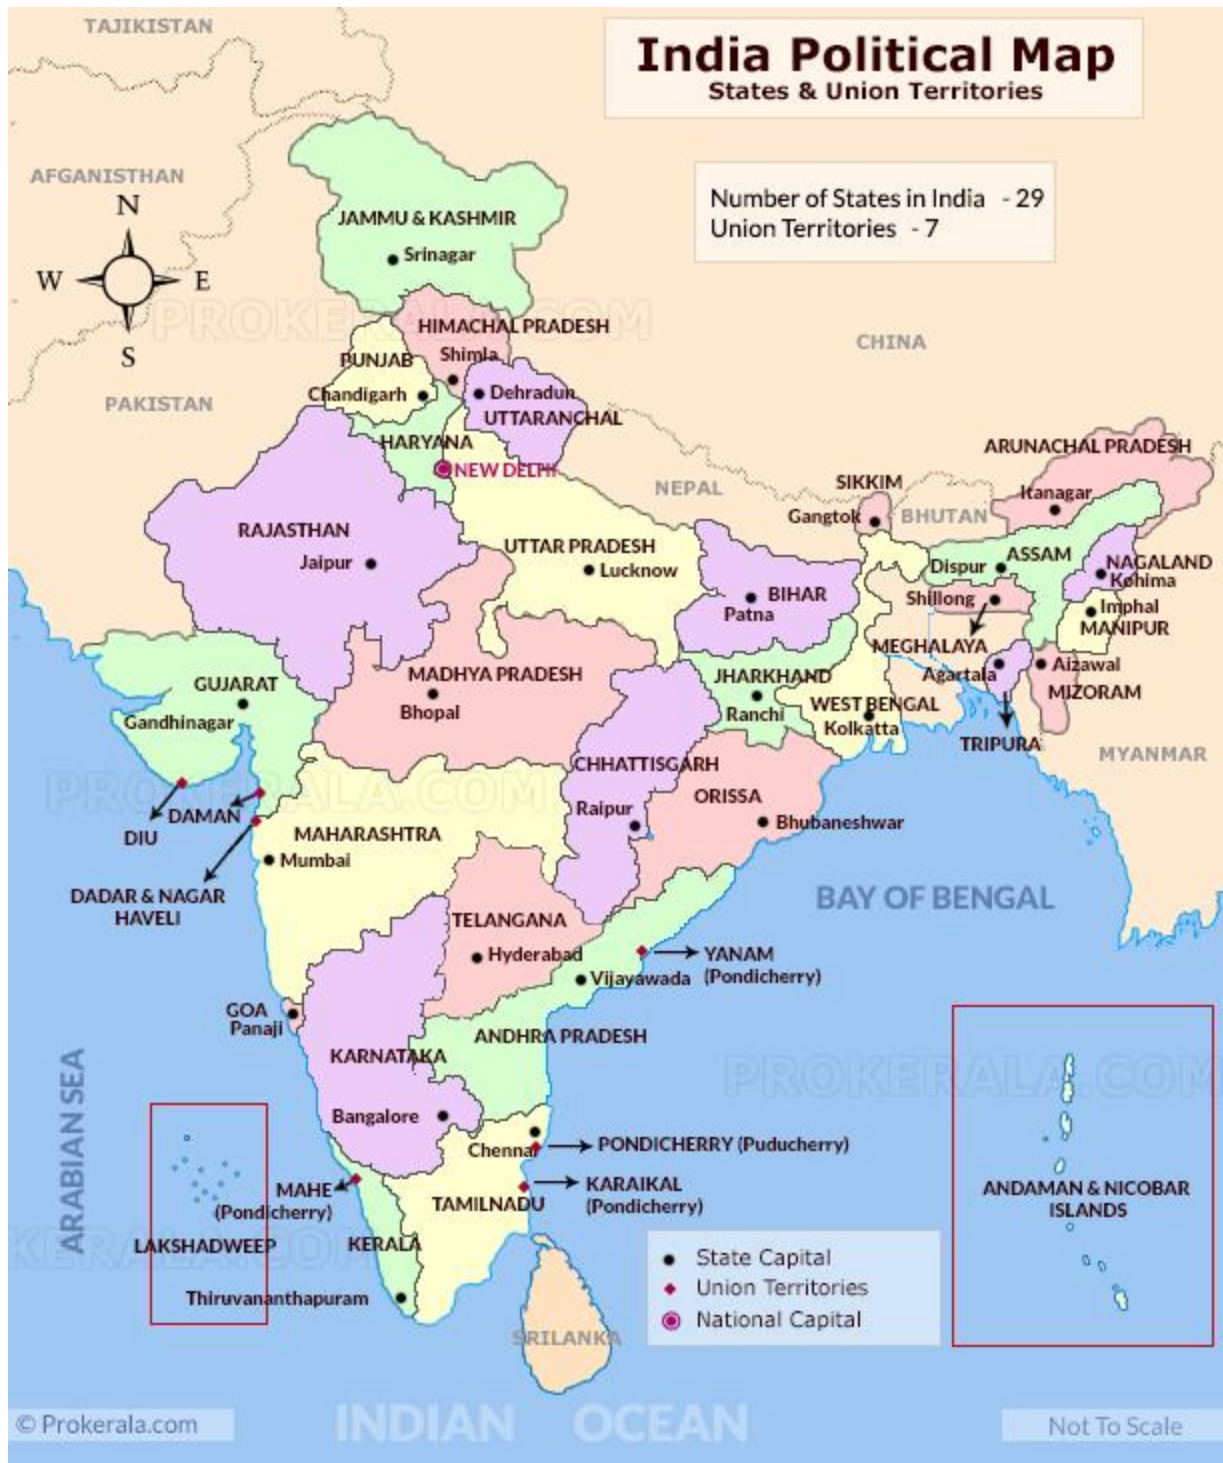 TAJIKISTAN
India Political Map
States & Union Territories
AFGANISTHAN
Number of States in India - 29
Union Territories - 7
N
W
E
S
JAMMU & KASHMIR
Srinagar
PROKERALA.COM
HIMACHAL PRADESH
Shimla
CHINA
PUNJAB
Chandigarh
Dehradun
UTTARANCHAL
PAKISTAN
HARYANA
NEW DELHI
ARUNACHAL PRADESH
Itanagar
NEPAL
SIKKIM
Gangtok
BHUTAN
RAJASTHAN
Jaipur
UTTAR PRADESH
Lucknow
ASSAM
Dispur
NAGALAND
Kohima
BIHAR
Patna
Shillong
MEGHALAYA
Imphal
MANIPUR
Agartala
Aizawal
MIZORAM
TRIPURA
MYANMAR
GUJARAT
Gandhinagar
MADHYA PRADESH
Bhopal
JHARKHAND
Ranchi
WEST BENGAL
Kolkatta
CHHATTISGARH
Raipur
ORISSA
Bhubaneshwar
PROKERALA.COM
DIU
DAMAN
DADAR & NAGAR
HAVELI
MAHARASHTRA
Mumbai
BAY OF BENGAL
TELANGANA
Hyderabad
YANAM
(Pondicherry)
Vijayawada
GOA
Panaji
ANDHRA PRADESH
KARNATAKA
Bangalore
PROKERALA.COM
ARABIAN SEA
Chennai
PONDICHERRY (Puducherry)
KARAIKAL
(Pondicherry)
MAHE
(Pondicherry)
TAMILNADU
LAKSHADWEEP
KERALA
KERALA.COM
Thiruvananthapuram
ANDAMAN & NICOBAR
ISLANDS
State Capital
Union Territories
National Capital
SRILANKA
INDIAN OCEAN
© Prokerala.com
Not To Scale